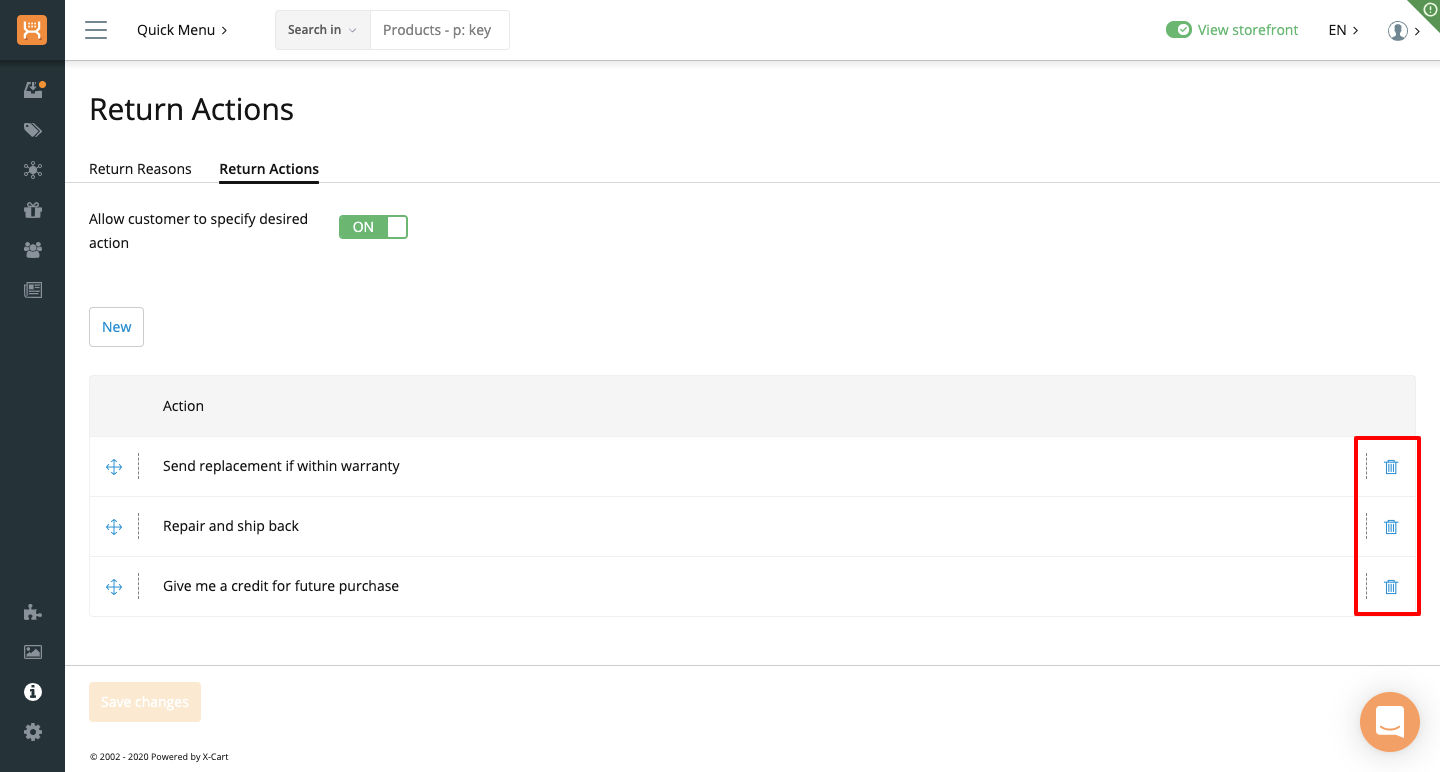 Quick Menu
Search in
Products - p: key
View storefront
EN
Return Actions
Return Reasons
Return Actions
Allow customer to specify desired
action
ON
New
Action
Send replacement if within warranty
Repair and ship back
Give me a credit for future purchase
Save changes
© 2002 - 2020 Powered by X-Cart